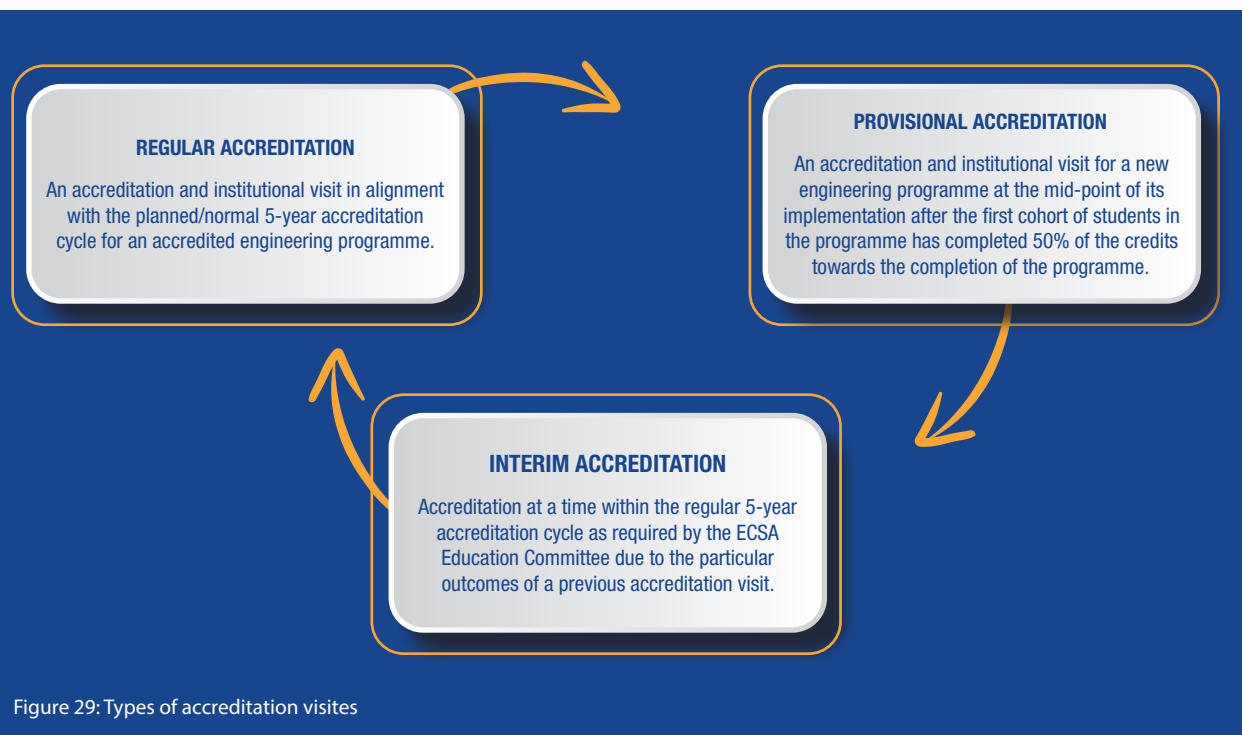 REGULAR ACCREDITATION
An accreditation and institutional visit in alignment
with the planned/normal 5-year accreditation
cycle for an accredited engineering programme.
PROVISIONAL ACCREDITATION
An accreditation and institutional visit for a new
engineering programme at the mid-point of its
implementation after the first cohort of students in
the programme has completed 50% of the credits
towards the completion of the programme.
INTERIM ACCREDITATION
Accreditation at a time within the regular 5-year
accreditation cycle as required by the ECSA
Education Committee due to the particular
outcomes of a previous accreditation visit.
Figure 29: Types of accreditation visites